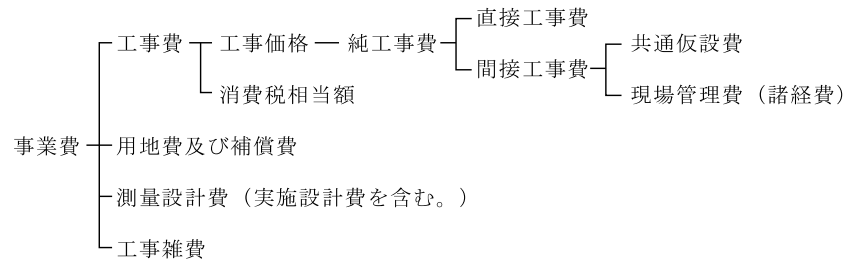 直接工事費
工事費 工事価格 純工事費 共通仮設費
間接工事費
消費税相当額 現場管理費（諸経費）
事業費 用地費及び補償費
測量設計費（実施設計費を含む。）
工事雑費